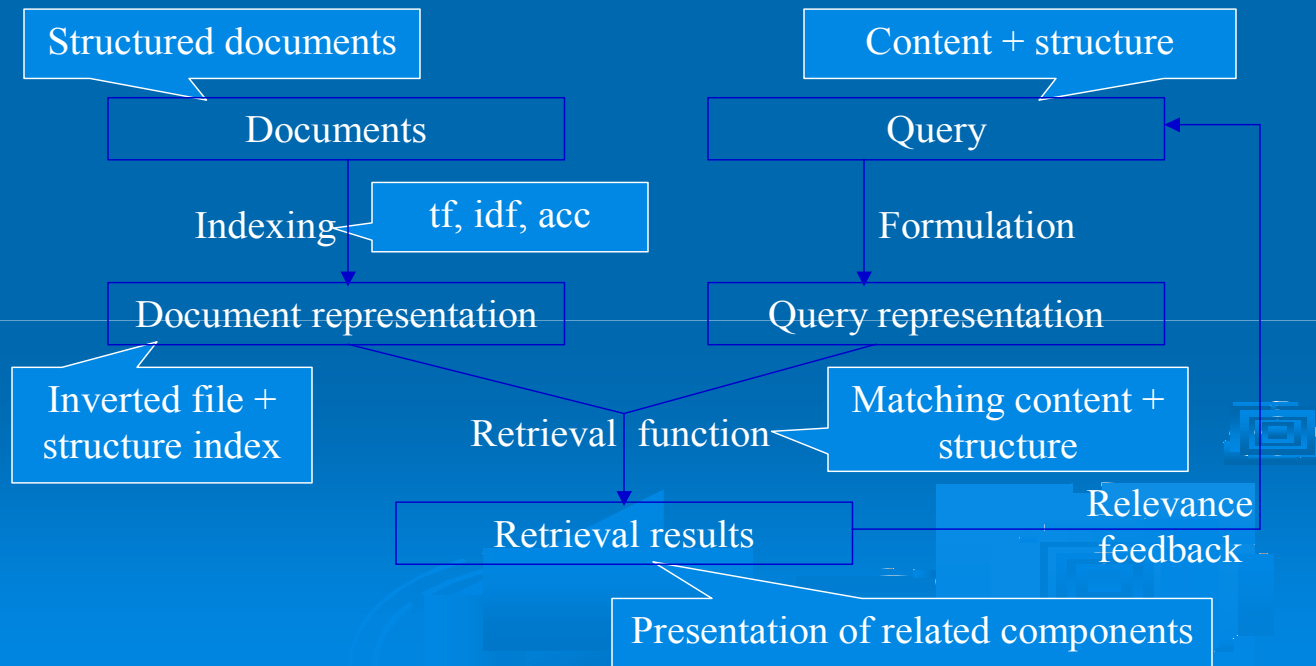 Structured documents
Content + structure
Documents
Query
Indexing
tf, idf, acc
Formulation
Document representation
Query representation
Inverted file +
structure index
Retrieval function
Matching content +
structure
Retrieval results
Relevance
feedback
Presentation of related components